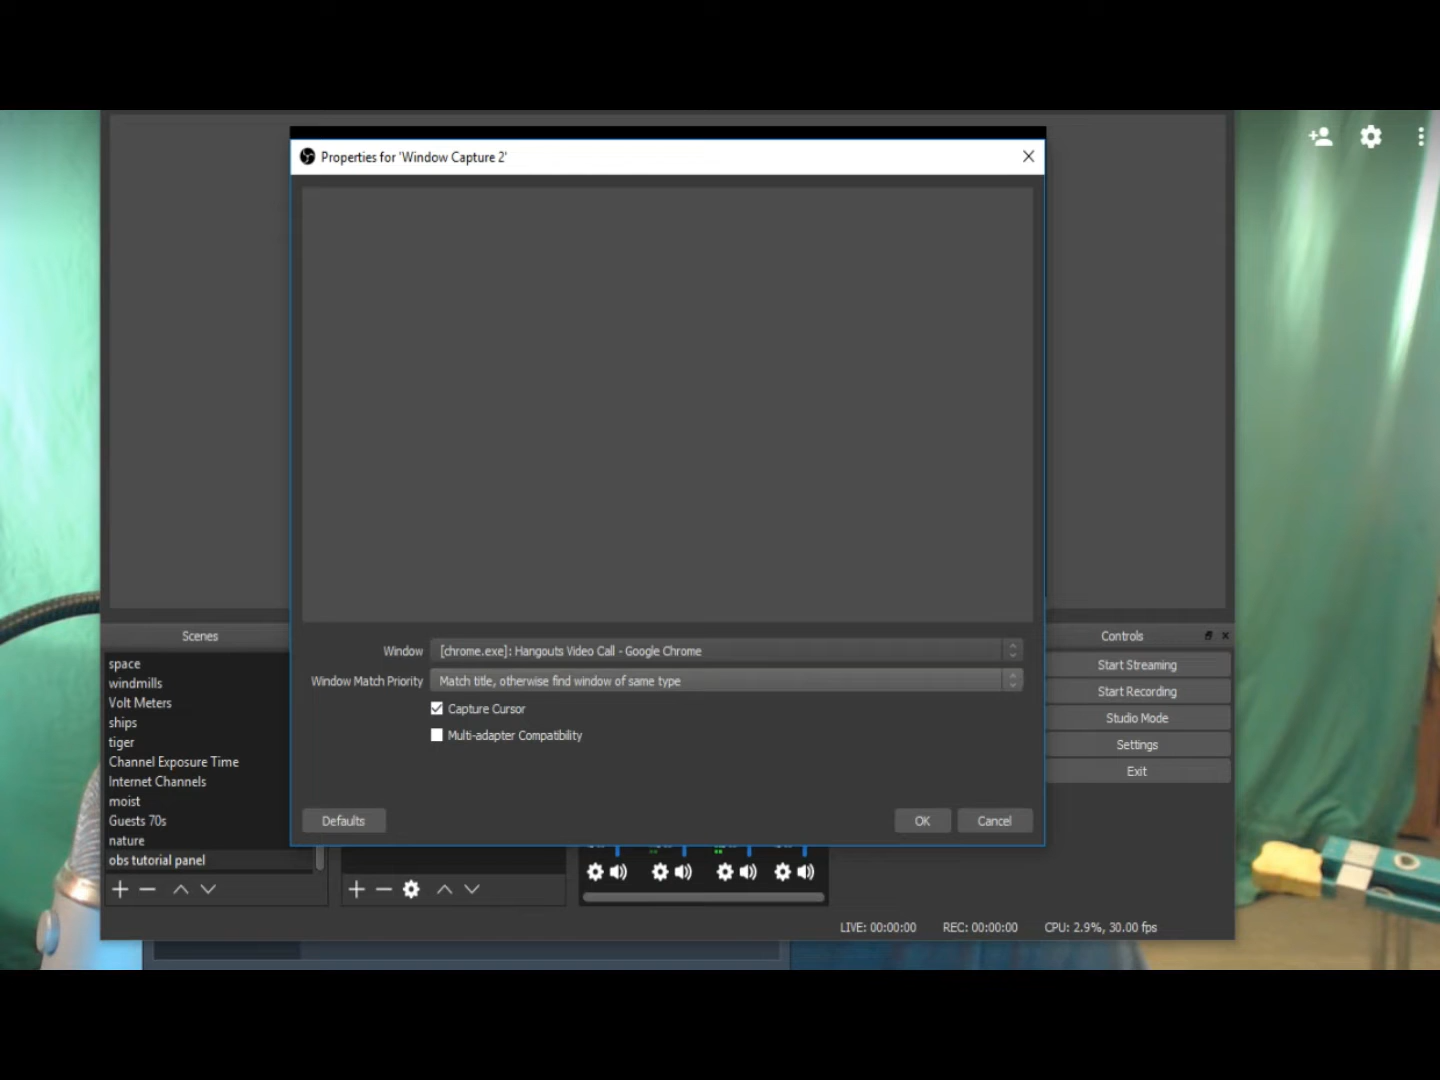 Properties for 'Window Capture 2'
Window
[chrome.exe]: Hangouts Video Call - Google Chrome
Window Match Priority
Match title, otherwise find window of same type
Capture Cursor
Multi-adapter Compatibility
Defaults
OK
Cancel
Scenes
space
windmills
Volt Meters
ships
tiger
Channel Exposure Time
Internet Channels
moist
Guests 70s
nature
obs tutorial panel
Controls
Start Streaming
Start Recording
Studio Mode
Settings
Exit
LIVE: 00:00:00
REC: 00:00:00
CPU: 2.9%, 30.00 fps